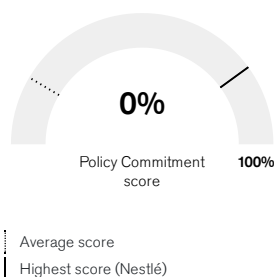 0%
Policy Commitment 100%
score
Average score
Highest score (Nestlé)